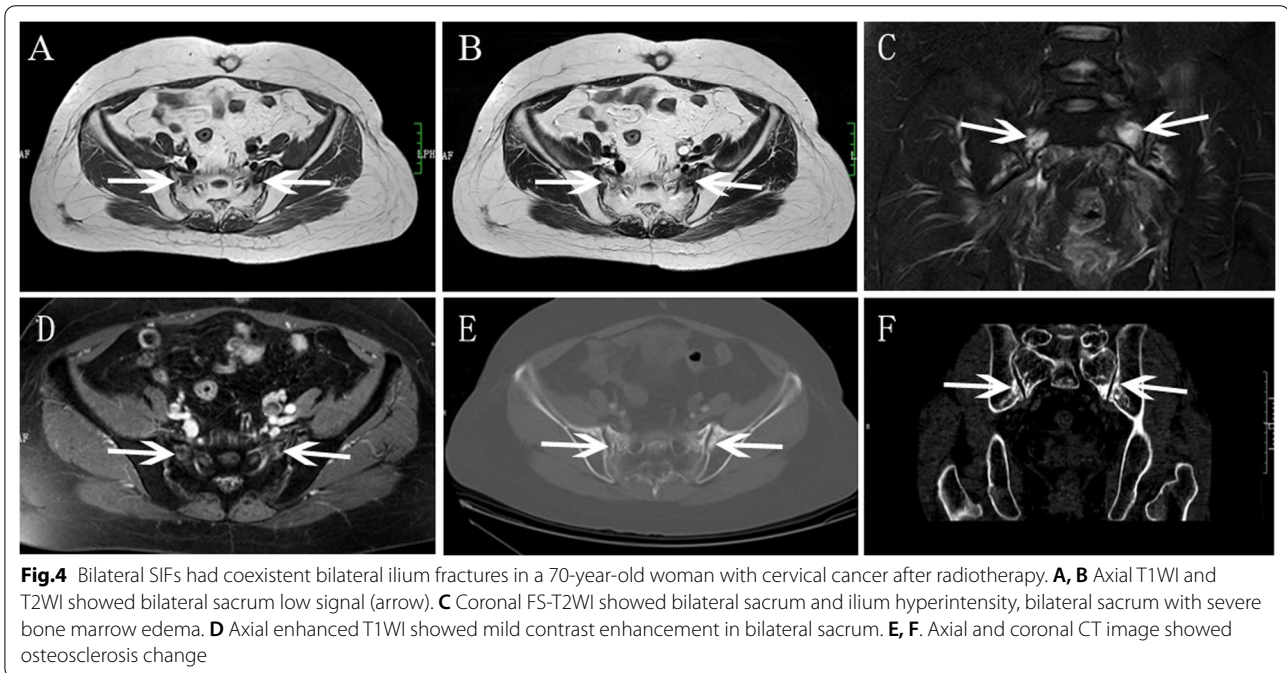 A
B
C
AF
PH
AF
D
E
F
AF
Fig.4 Bilateral SIFs had coexistent bilateral ilium fractures in a 70-year-old woman with cervical cancer after radiotherapy. A, B Axial T1WI and
T2WI showed bilateral sacrum low signal (arrow). C Coronal FS-T2WI showed bilateral sacrum and ilium hyperintensity, bilateral sacrum with severe
bone marrow edema. D Axial enhanced T1WI showed mild contrast enhancement in bilateral sacrum. E, F. Axial and coronal CT image showed
osteosclerosis change